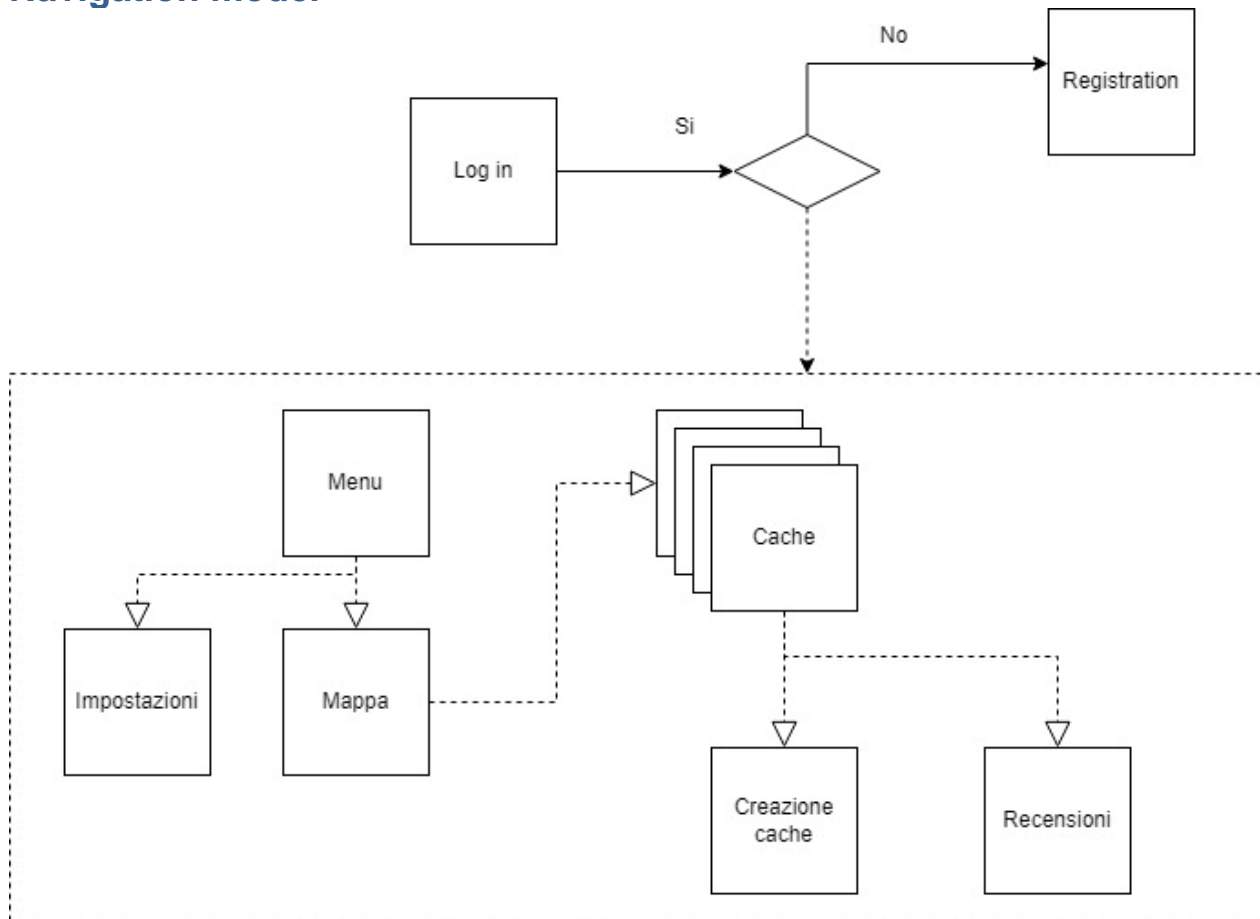 Navigation Model
No
Registration
Si
Log in
Menu
Cache
Impostazioni
Mappa
Creazione
cache
Recensioni